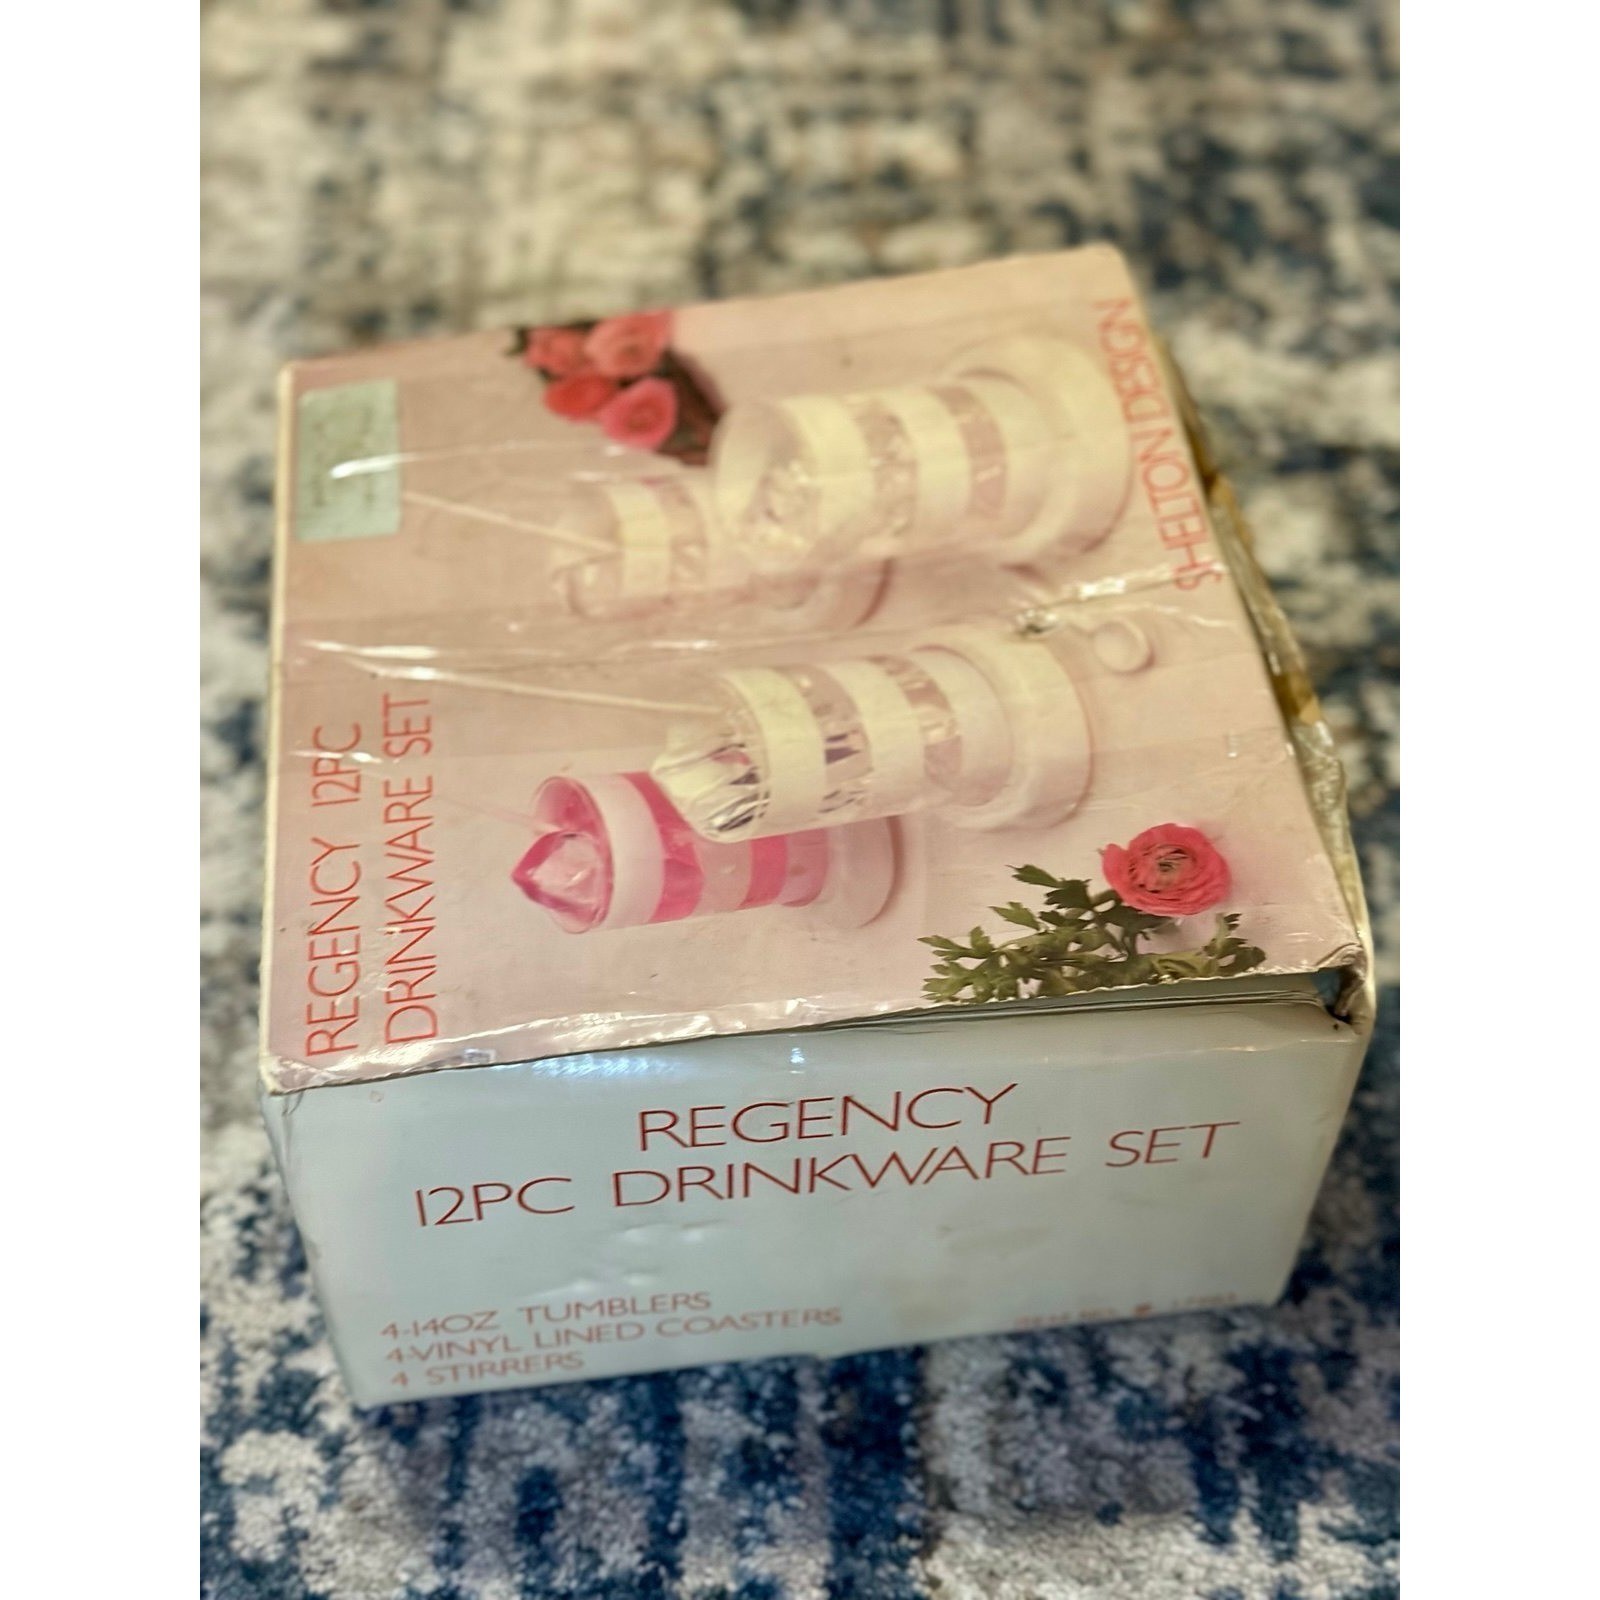 SHELTON DESIGN
REGENCY 12PC
DRINKWARE SET
REGENCY
12PC DRINKWARE SET
4-14OZ TUMBLERS
4-VINYL LINED COASTERS
4 STIRRERS